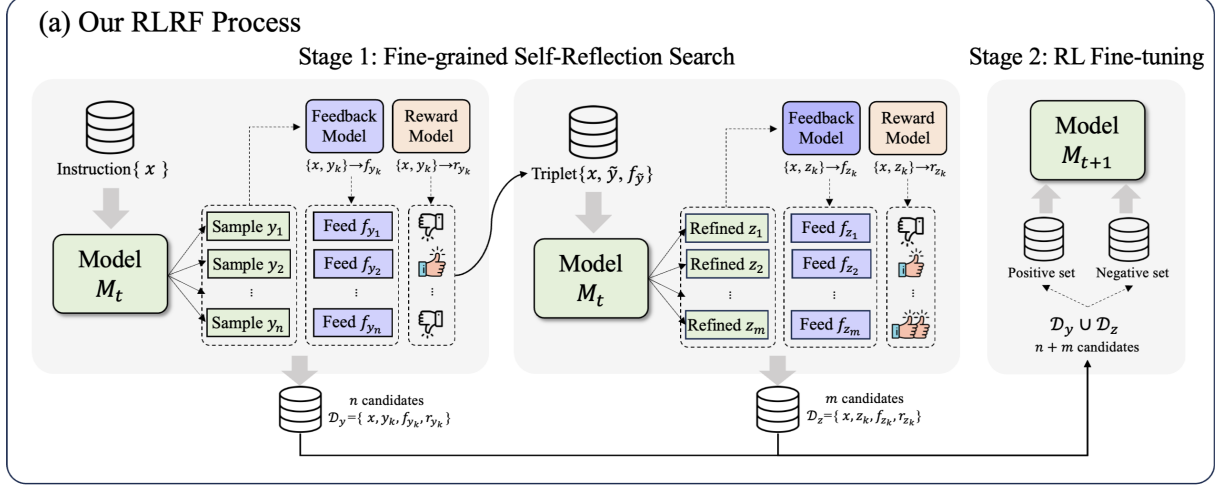 (a) Our RLRF Process
Stage 1: Fine-grained Self-Reflection Search
Stage 2: RL Fine-tuning
Instruction{ x }
Model
M_t
Feedback
Model
Reward
Model
{x, y_k}→f_{y_k}
{x, y_k}→r_{y_k}
Sample y_1
Feed f_{y_1}
Sample y_2
Feed f_{y_2}
⋮
⋮
⋮
Sample y_n
Feed f_{y_n}
n candidates
𝒟_y={ x, y_k, f_{y_k}, r_{y_k}}
Triplet{x, ỹ, f_ỹ}
Model
M_t
Feedback
Model
Reward
Model
{x, z_k}→f_{z_k}
{x, z_k}→r_{z_k}
Refined z_1
Feed f_{z_1}
Refined z_2
Feed f_{z_2}
⋮
⋮
⋮
Refined z_m
Feed f_{z_m}
m candidates
𝒟_z={ x, z_k, f_{z_k}, r_{z_k}}
Model
M_{t+1}
Positive set
Negative set
𝒟_y ∪ 𝒟_z
n + m candidates